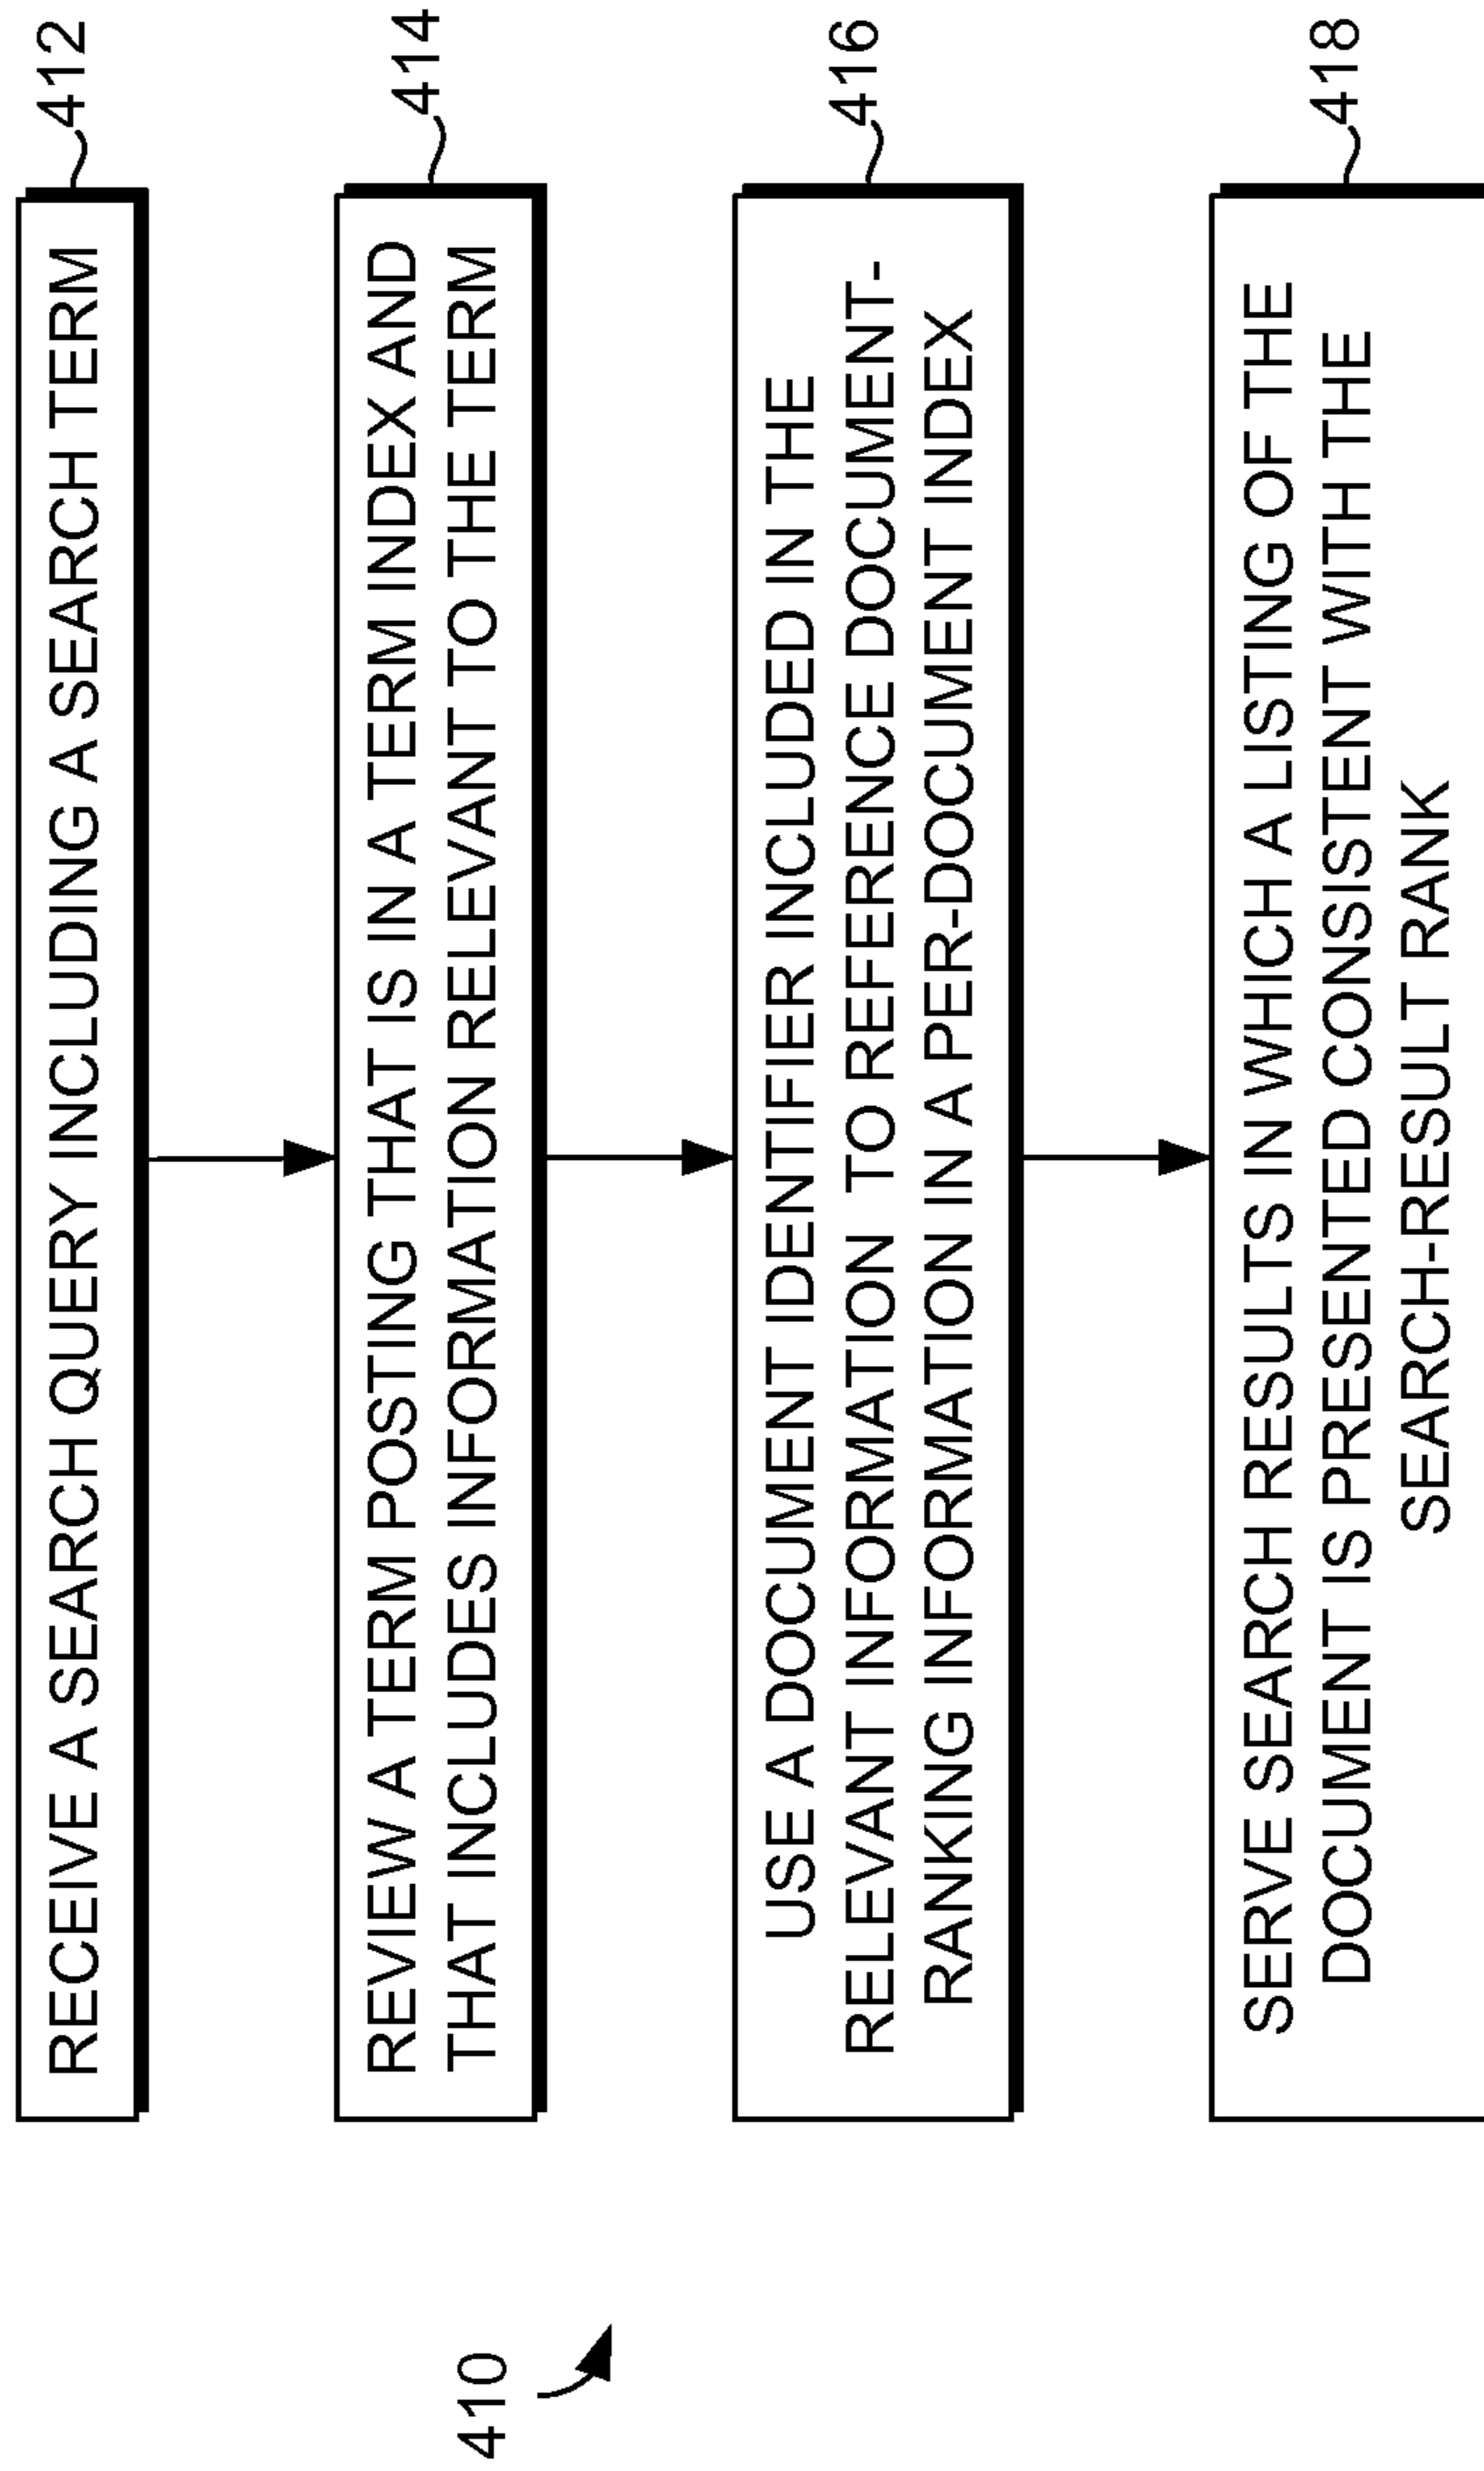 410
RECEIVE A SEARCH QUERY INCLUDING A SEARCH TERM
412
REVIEW A TERM POSTING THAT IS IN A TERM INDEX AND
THAT INCLUDES INFORMATION RELEVANT TO THE TERM
414
USE A DOCUMENT IDENTIFIER INCLUDED IN THE
RELEVANT INFORMATION TO REFERENCE DOCUMENT-
RANKING INFORMATION IN A PER-DOCUMENT INDEX
416
SERVE SEARCH RESULTS IN WHICH A LISTING OF THE
DOCUMENT IS PRESENTED CONSISTENT WITH THE
SEARCH-RESULT RANK
418